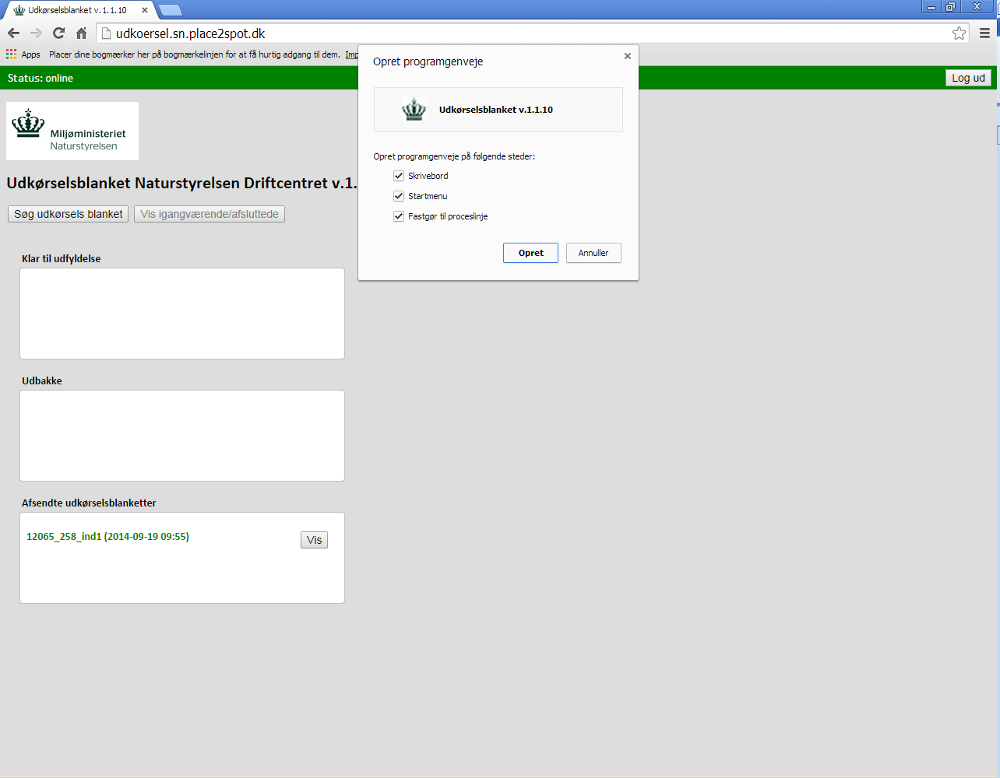 Udkørselsblanket v.1.1.10
udkoersel.sn.place2spot.dk
Apps Placer dine bogmærker her på bogmærkelinjen for at få hurtig adgang til dem. Imp
Status: online
Log ud
Miljøministeriet
Naturstyrelsen
Udkørselsblanket Naturstyrelsen Driftcentret v.1.
Søg udkørsels blanket Vis igangværende/afsluttede
Klar til udfyldelse
Udbakke
Afsendte udkørselsblanketter
12065_258_ind1 (2014-09-19 09:55) Vis
Opret programgenveje
Udkørselsblanket v.1.1.10
Opret programgenveje på følgende steder:
Skrivebord
Startmenu
Fastgør til proceslinje
Opret Annuller